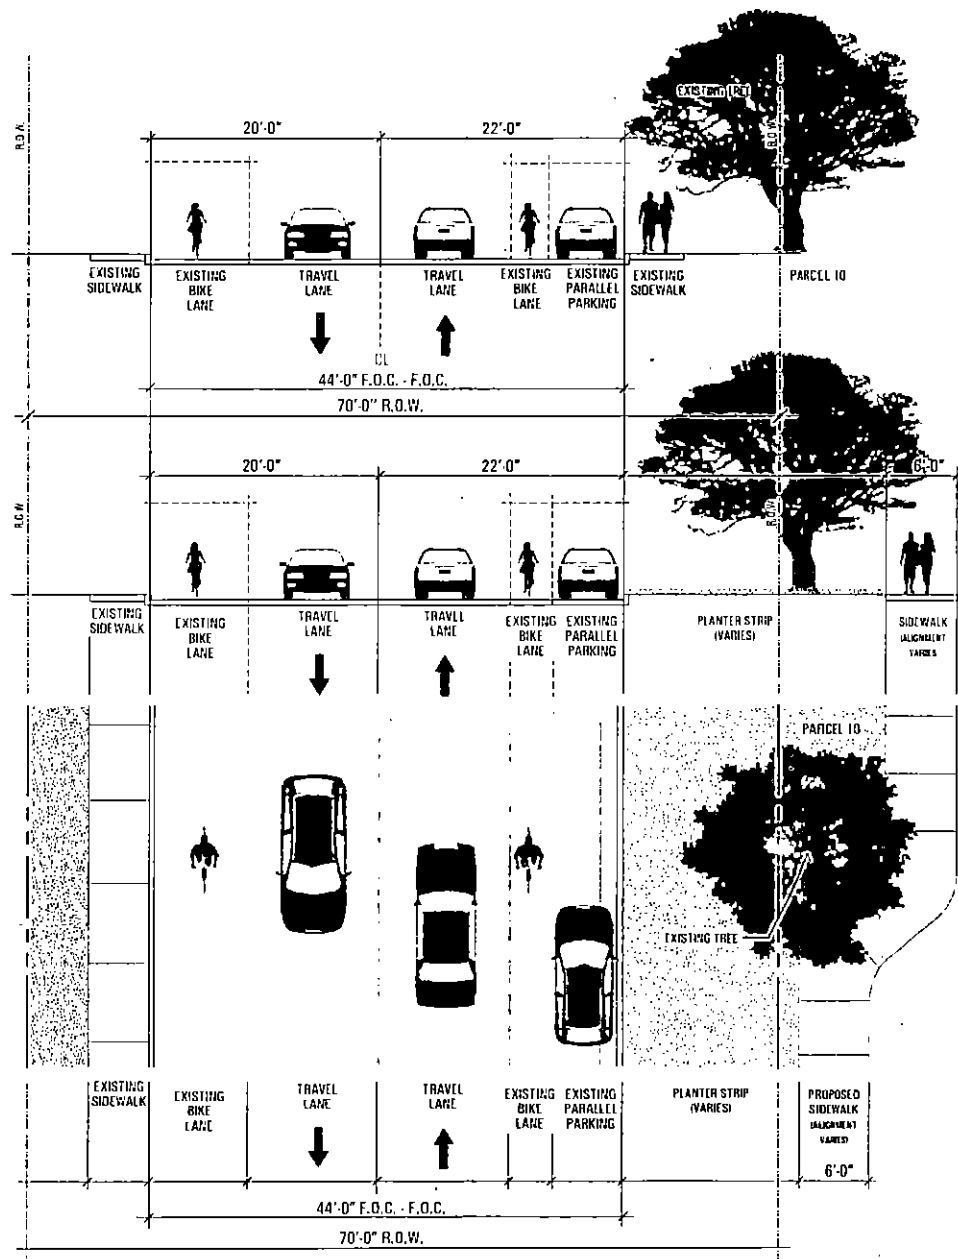 EXISTING TREE
R.O.W.
R.O.W.
20'-0" 22'-0"
EXISTING SIDEWALK
EXISTING BIKE LANE
TRAVEL LANE
TRAVEL LANE
EXISTING BIKE LANE
EXISTING PARALLEL PARKING
EXISTING SIDEWALK
PARCEL 10
CL
44'-0" F.O.C. - F.O.C.
70'-0" R.O.W.
20'-0" 22'-0" 6'-0"
R.O.W.
R.O.W.
EXISTING SIDEWALK
EXISTING BIKE LANE
TRAVEL LANE
TRAVEL LANE
EXISTING BIKE LANE
EXISTING PARALLEL PARKING
PLANTER STRIP (VARIES)
SIDEWALK (ALIGNMENT VARIES
PARCEL 10
EXISTING TREE
EXISTING SIDEWALK
EXISTING BIKE LANE
TRAVEL LANE
TRAVEL LANE
EXISTING BIKE LANE
EXISTING PARALLEL PARKING
PLANTER STRIP (VARIES)
PROPOSED SIDEWALK (ALIGNMENT VARIES)
6'-0"
44'-0" F.O.C. - F.O.C.
70'-0" R.O.W.